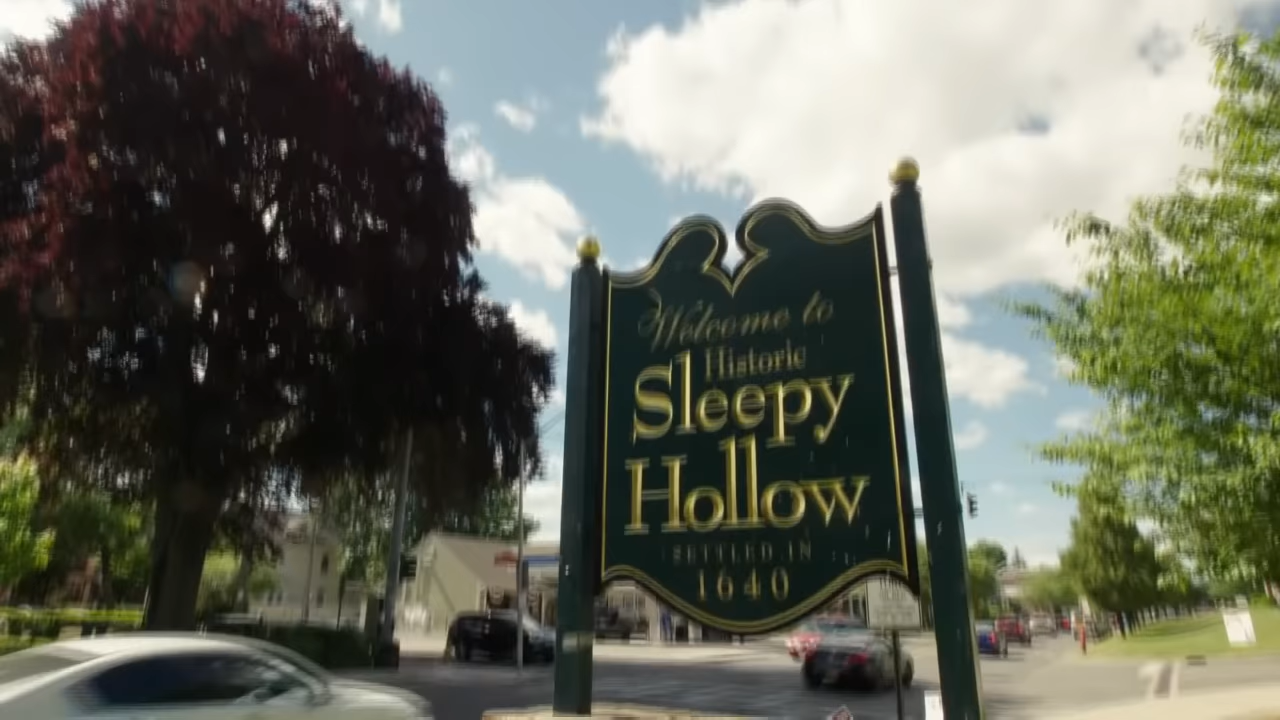 Welcome to
Historic
Sleepy
Hollow
SETTLED IN
1640